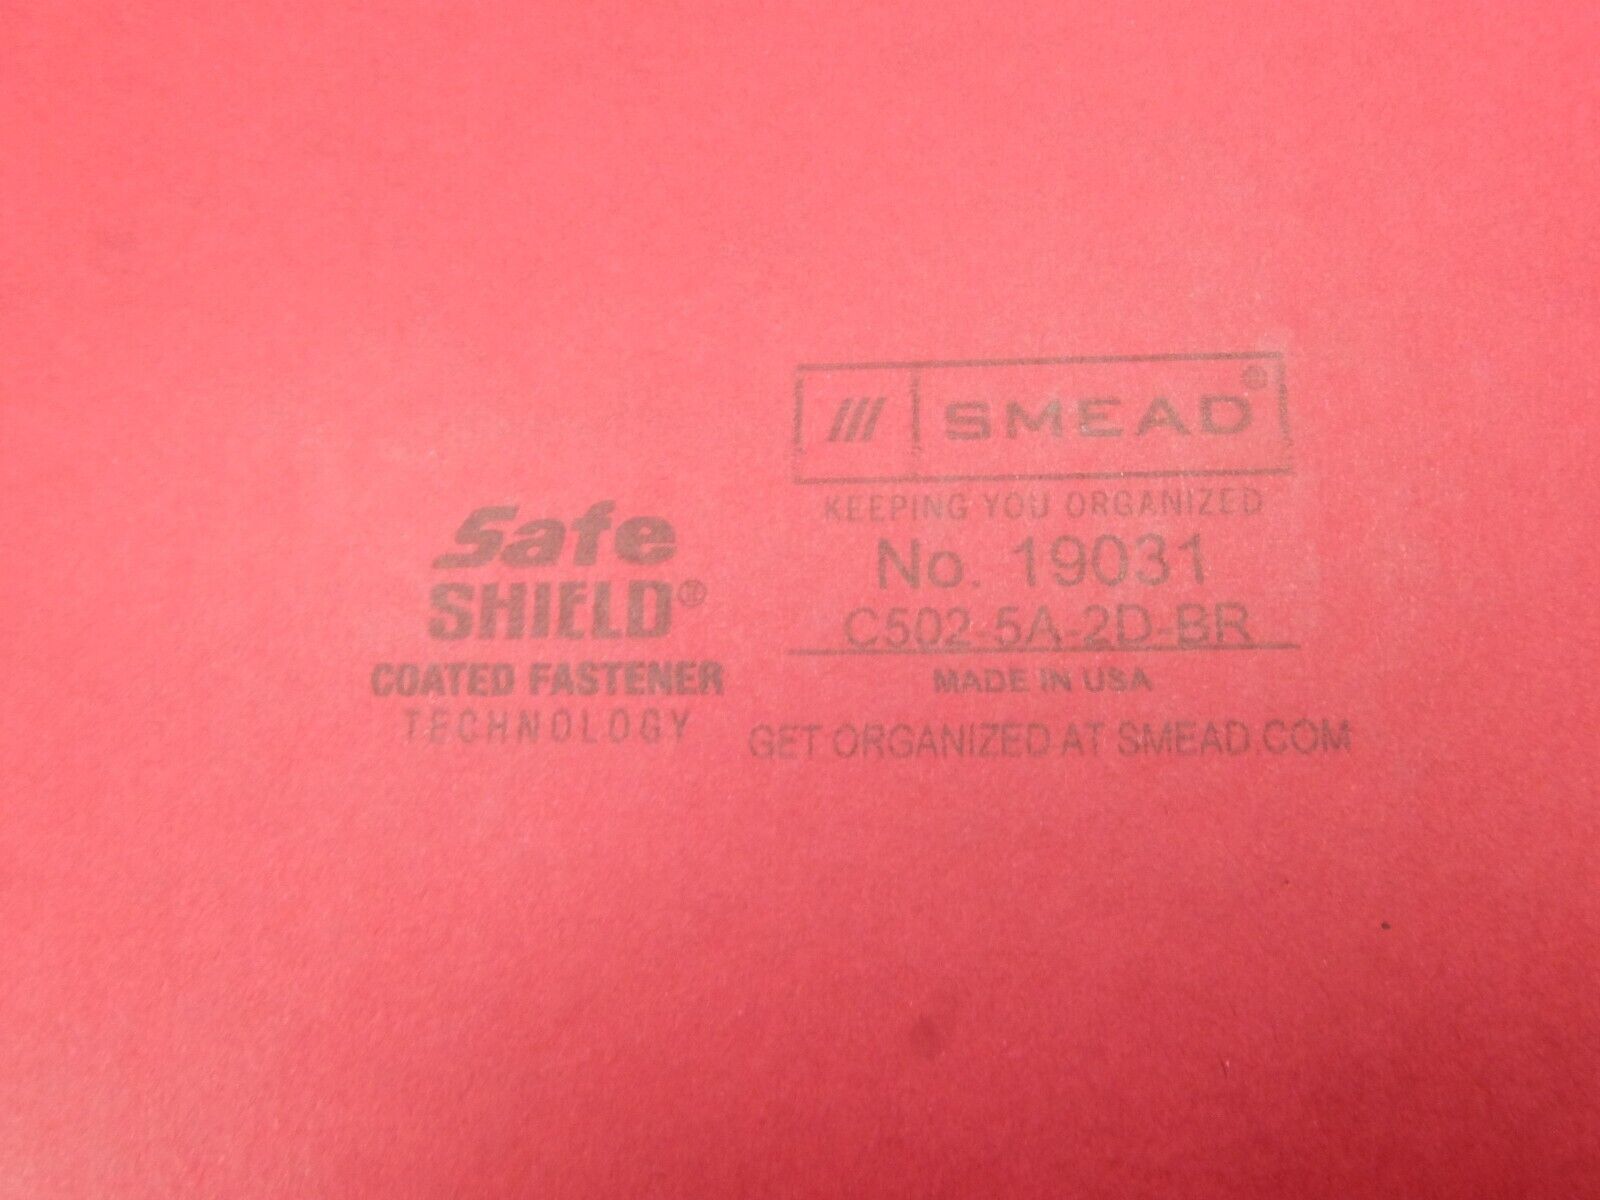 Safe
SHIELD®
COATED FASTENER
TECHNOLOGY
SMEAD®
KEEPING YOU ORGANIZED
No. 19031
C502-5A-2D-BR
MADE IN USA
GET ORGANIZED AT SMEAD.COM